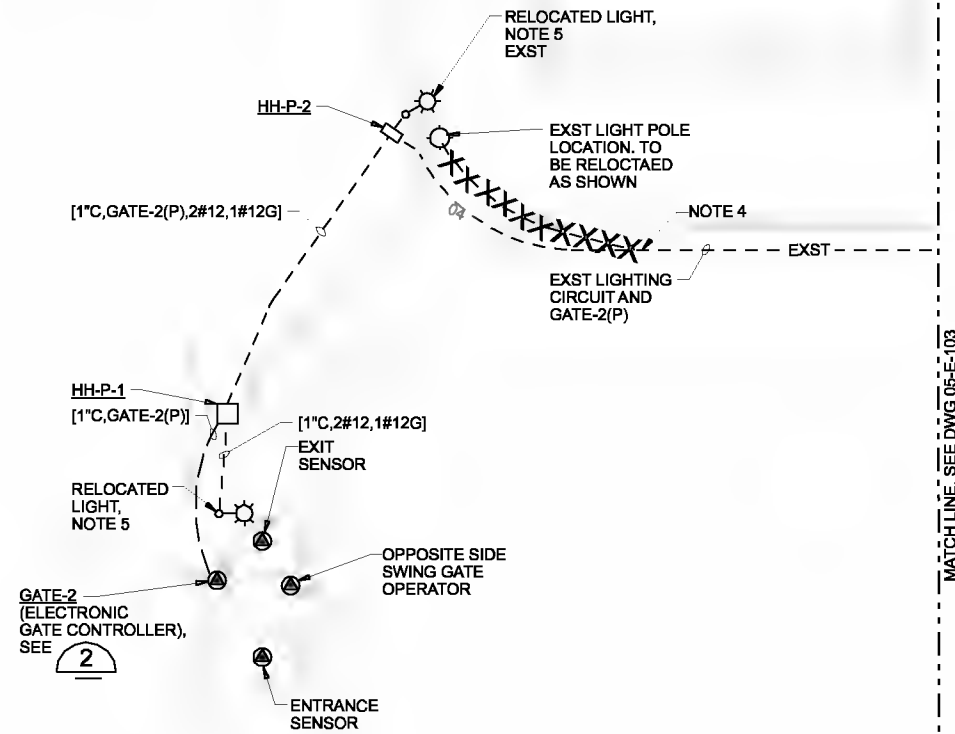 RELOCATED LIGHT,
NOTE 5
EXST
HH-P-2
EXST LIGHT POLE
LOCATION. TO
BE RELOCTAED
AS SHOWN
[1"C,GATE-2(P),2#12,1#12G]
04
NOTE 4
EXST
EXST LIGHTING
CIRCUIT AND
GATE-2(P)
MATCH LINE, SEE DWG 05-E-103
HH-P-1
[1"C,GATE-2(P)]
[1"C,2#12,1#12G]
EXIT
SENSOR
RELOCATED
LIGHT,
NOTE 5
OPPOSITE SIDE
SWING GATE
OPERATOR
GATE-2
(ELECTRONIC
GATE CONTROLLER),
SEE
2
ENTRANCE
SENSOR